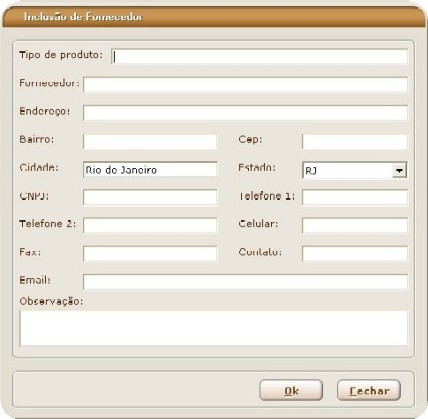 Inclusão de Fornecedor
Tipo de produto:
Fornecedor:
Endereço:
Bairro: Cep:
Cidade: Rio de Janeiro Estado: RJ
CNPJ: Telefone 1:
Telefone 2: Celular:
Fax: Contato:
Email:
Observação:
Ok Fechar